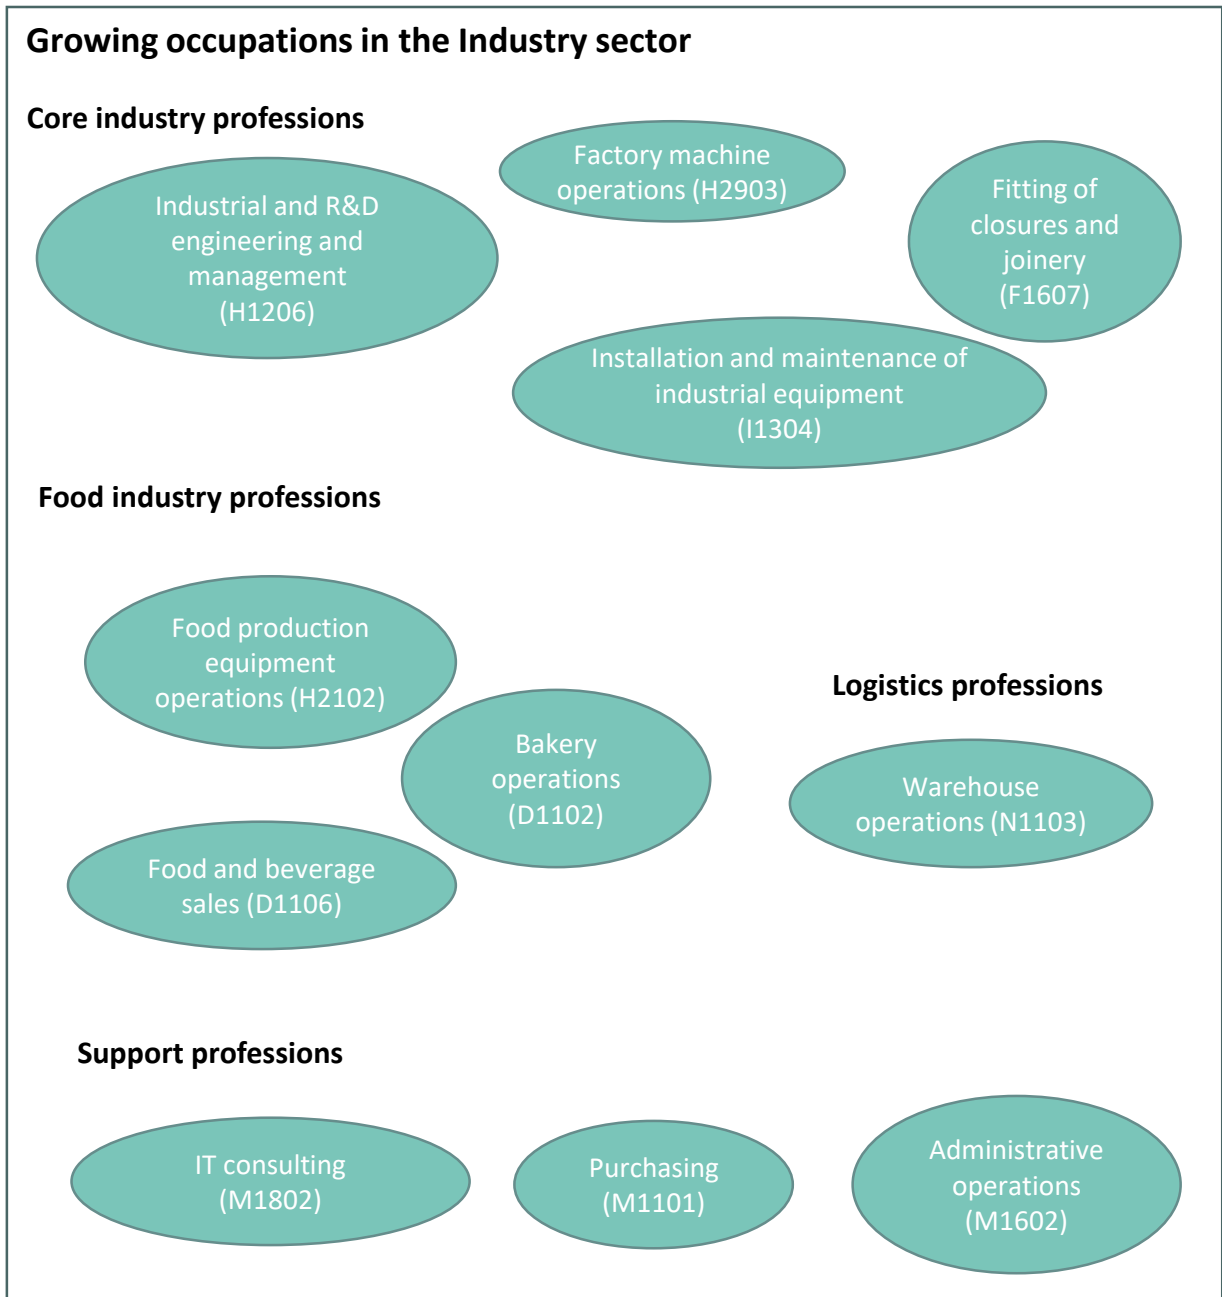 Growing occupations in the Industry sector
Core industry professions
Industrial and R&D
engineering and
management
(H1206)
Factory machine
operations (H2903)
Fitting of
closures and
joinery
(F1607)
Installation and maintenance of
industrial equipment
(I1304)
Food industry professions
Food production
equipment
operations (H2102)
Bakery
operations
(D1102)
Food and beverage
sales (D1106)
Logistics professions
Warehouse
operations (N1103)
Support professions
IT consulting
(M1802)
Purchasing
(M1101)
Administrative
operations
(M1602)